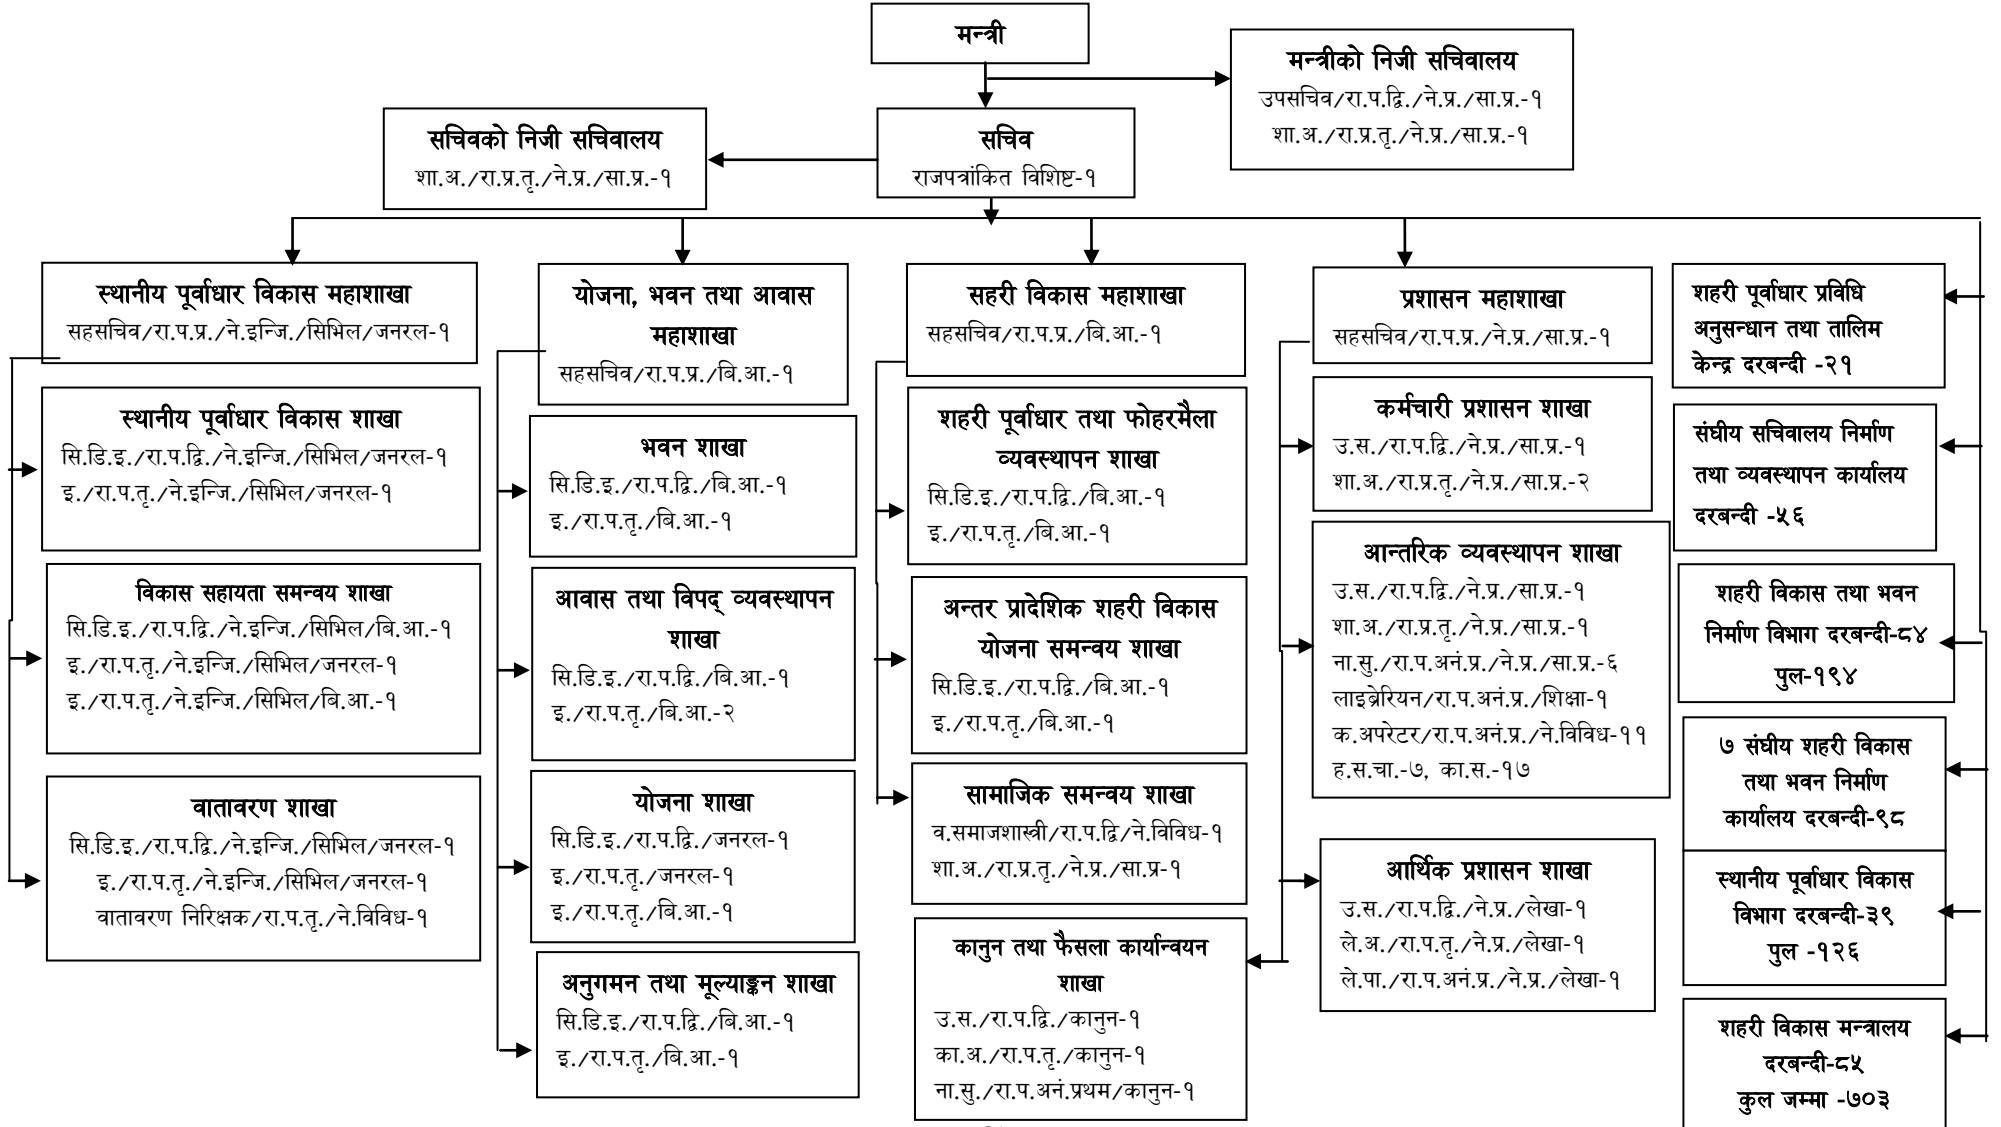 मन्त्री
मन्त्रीको निजी सचिवालय
उपसचिव/रा.प.द्वि./ने.प्र./सा.प्र.-१
शा.अ./रा.प्र.तृ./ने.प्र./सा.प्र.-१
सचिवको निजी सचिवालय
शा.अ./रा.प्र.तृ./ने.प्र./सा.प्र.-१
सचिव
राजपत्रांकित विशिष्ट-१
स्थानीय पूर्वाधार विकास महाशाखा
सहसचिव/रा.प.प्र./ने.इन्जि./सिभिल/जनरल-१
स्थानीय पूर्वाधार विकास शाखा
सि.डि.इ./रा.प.द्वि./ने.इन्जि./सिभिल/जनरल-१
इ./रा.प.तृ./ने.इन्जि./सिभिल/जनरल-१
विकास सहायता समन्वय शाखा
सि.डि.इ./रा.प.द्वि./ने.इन्जि./सिभिल/बि.आ.-१
इ./रा.प.तृ./ने.इन्जि./सिभिल/जनरल-१
इ./रा.प.तृ./ने.इन्जि./सिभिल/बि.आ.-१
वातावरण शाखा
सि.डि.इ./रा.प.द्वि./ने.इन्जि./सिभिल/जनरल-१
इ./रा.प.तृ./ने.इन्जि./सिभिल/जनरल-१
वातावरण निरिक्षक/रा.प.तृ./ने.विविध-१
योजना, भवन तथा आवास
महाशाखा
सहसचिव/रा.प.प्र./बि.आ.-१
भवन शाखा
सि.डि.इ./रा.प.द्वि./बि.आ.-१
इ./रा.प.तृ./बि.आ.-१
आवास तथा विपद् व्यवस्थापन
शाखा
सि.डि.इ./रा.प.द्वि./बि.आ.-१
इ./रा.प.तृ./बि.आ.-२
योजना शाखा
सि.डि.इ./रा.प.द्वि./जनरल-१
इ./रा.प.तृ./जनरल-१
इ./रा.प.तृ./बि.आ.-१
अनुगमन तथा मूल्याङ्कन शाखा
सि.डि.इ./रा.प.द्वि./बि.आ.-१
इ./रा.प.तृ./बि.आ.-१
सहरी विकास महाशाखा
सहसचिव/रा.प.प्र./बि.आ.-१
शहरी पूर्वाधार तथा फोहरमैला
व्यवस्थापन शाखा
सि.डि.इ./रा.प.द्वि./बि.आ.-१
इ./रा.प.तृ./बि.आ.-१
अन्तर प्रादेशिक शहरी विकास
योजना समन्वय शाखा
सि.डि.इ./रा.प.द्वि./बि.आ.-१
इ./रा.प.तृ./बि.आ.-१
सामाजिक समन्वय शाखा
व.समाजशास्त्री/रा.प.द्वि/ने.विविध-१
शा.अ./रा.प्र.तृ./ने.प्र./सा.प्र-१
कानुन तथा फैसला कार्यान्वयन
शाखा
उ.स./रा.प.द्वि./कानुन-१
का.अ./रा.प.तृ./कानुन-१
ना.सु./रा.प.अनं.प्रथम/कानुन-१
प्रशासन महाशाखा
सहसचिव/रा.प.प्र./ने.प्र./सा.प्र.-१
कर्मचारी प्रशासन शाखा
उ.स./रा.प.द्वि./ने.प्र./सा.प्र.-१
शा.अ./रा.प्र.तृ./ने.प्र./सा.प्र.-२
आन्तरिक व्यवस्थापन शाखा
उ.स./रा.प.द्वि./ने.प्र./सा.प्र.-१
शा.अ./रा.प्र.तृ./ने.प्र./सा.प्र.-१
ना.सु./रा.प.अनं.प्र./ने.प्र./सा.प्र.-६
लाइब्रेरियन/रा.प.अनं.प्र./शिक्षा-१
क.अपरेटर/रा.प.अनं.प्र./ने.विविध-११
ह.स.चा.-७, का.स.-१७
आर्थिक प्रशासन शाखा
उ.स./रा.प.द्वि./ने.प्र./लेखा-१
ले.अ./रा.प.तृ./ने.प्र./लेखा-१
ले.पा./रा.प.अनं.प्र./ने.प्र./लेखा-१
शहरी पूर्वाधार प्रविधि
अनुसन्धान तथा तालिम
केन्द्र दरबन्दी -२१
संघीय सचिवालय निर्माण
तथा व्यवस्थापन कार्यालय
दरबन्दी -५६
शहरी विकास तथा भवन
निर्माण विभाग दरबन्दी-८४
पुल-१९४
७ संघीय शहरी विकास
तथा भवन निर्माण
कार्यालय दरबन्दी-९८
स्थानीय पूर्वाधार विकास
विभाग दरबन्दी-३९
पुल -१२६
शहरी विकास मन्त्रालय
दरबन्दी-८५
कुल जम्मा -७०३